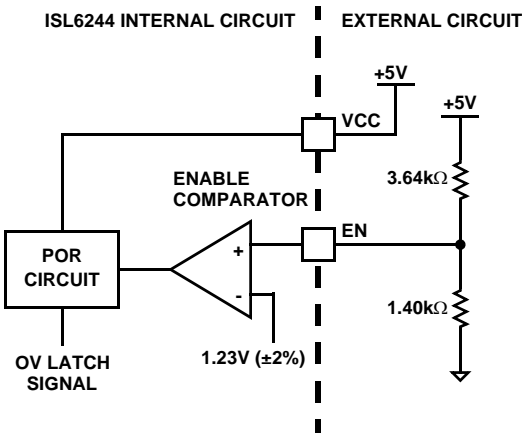 ISL6244 INTERNAL CIRCUIT
EXTERNAL CIRCUIT
+5V
VCC
+5V
ENABLE
COMPARATOR
3.64kΩ
EN
POR
CIRCUIT
+
-
1.40kΩ
1.23V (±2%)
OV LATCH
SIGNAL